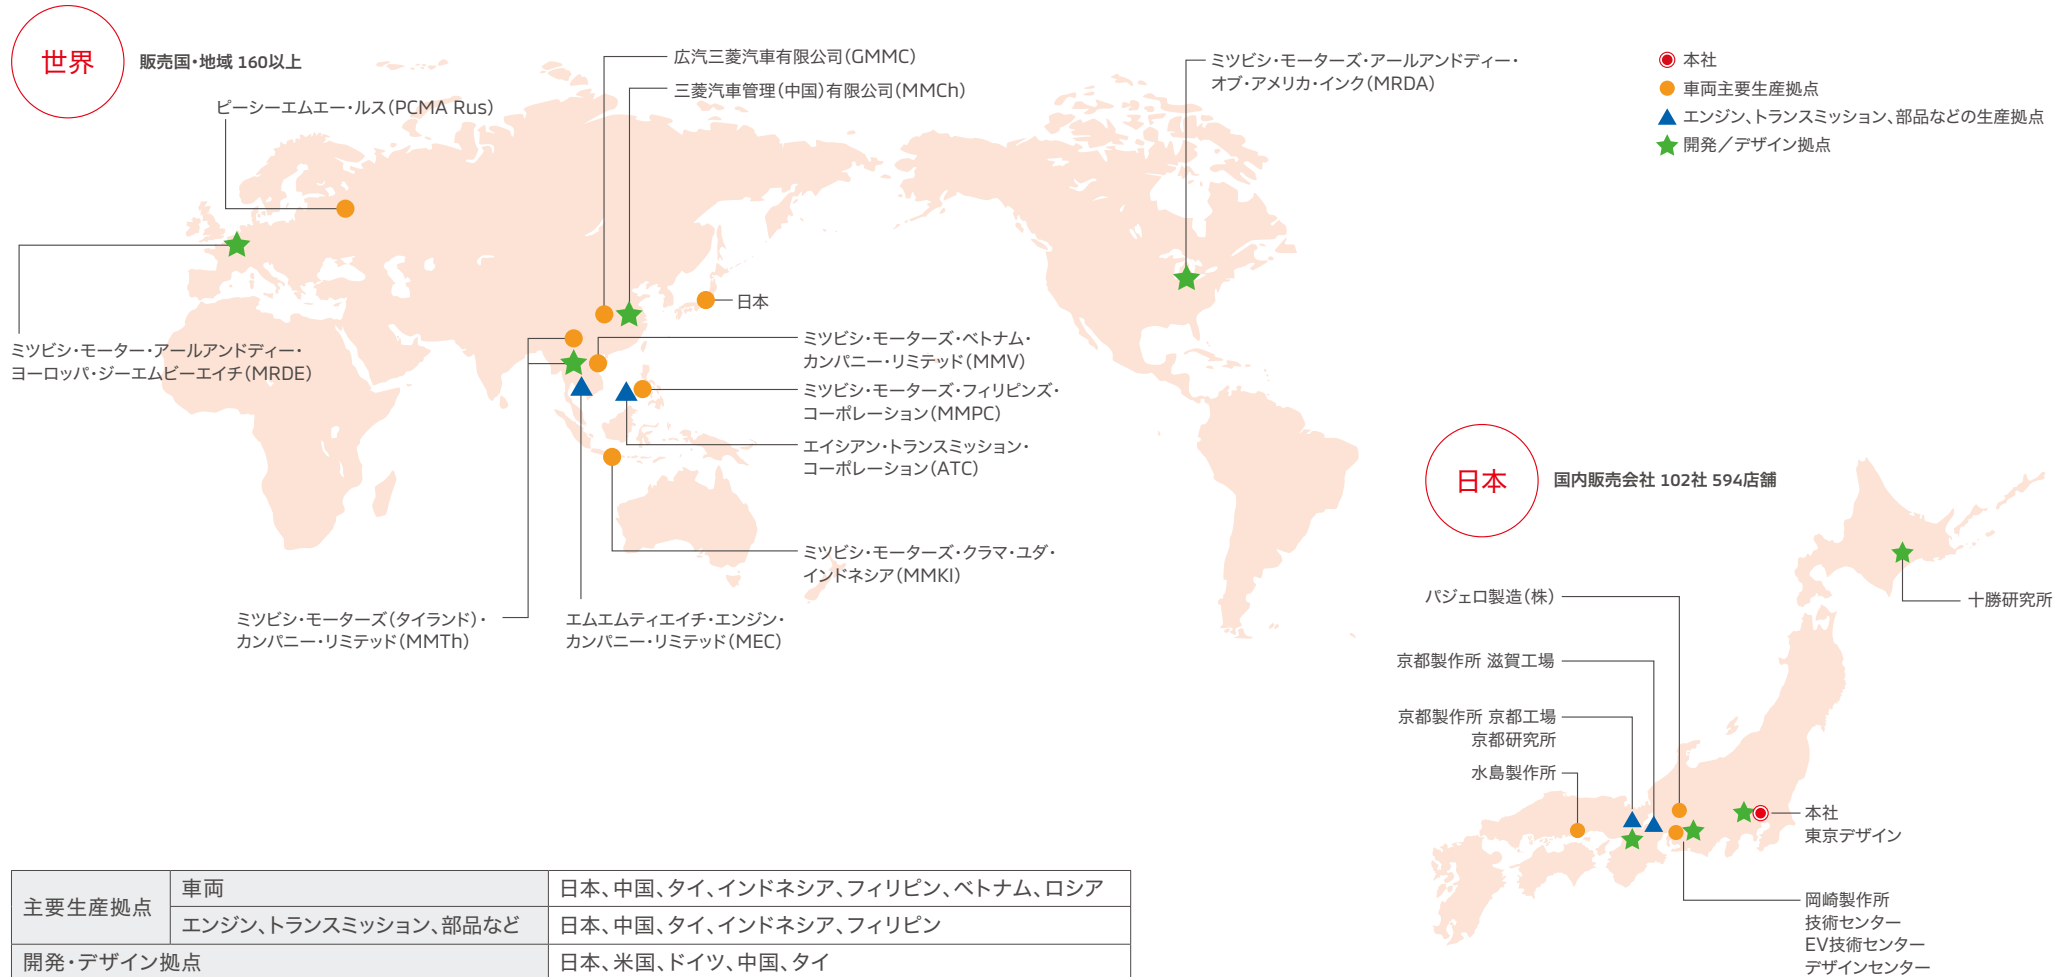 世界
販売国・地域 160以上
ピーシーエムエー・ルス(PCMA Rus)
広汽三菱汽車有限公司(GMMC)
三菱汽車管理(中国)有限公司(MMCh)
ミツビシ・モーターズ・アールアンドディー・
オブ・アメリカ・インク(MRDA)
本社
車両主要生産拠点
エンジン、トランスミッション、部品などの生産拠点
開発／デザイン拠点
日本
ミツビシ・モーター・アールアンドディー・
ヨーロッパ・ジーエムビーエイチ(MRDE)
ミツビシ・モーターズ・ベトナム・
カンパニー・リミテッド(MMV)
ミツビシ・モーターズ・フィリピンズ・
コーポレーション(MMPC)
エイシアン・トランスミッション・
コーポレーション(ATC)
ミツビシ・モーターズ・クラマ・ユダ・
インドネシア(MMKI)
ミツビシ・モーターズ(タイランド)・
カンパニー・リミテッド(MMTh)
エムエムティエイチ・エンジン・
カンパニー・リミテッド(MEC)
日本
国内販売会社 102社 594店舗
十勝研究所
パジェロ製造(株)
京都製作所 滋賀工場
京都製作所 京都工場
京都研究所
水島製作所
本社
東京デザイン
岡崎製作所
技術センター
EV技術センター
デザインセンター
主要生産拠点
車両
日本、中国、タイ、インドネシア、フィリピン、ベトナム、ロシア
エンジン、トランスミッション、部品など
日本、中国、タイ、インドネシア、フィリピン
開発・デザイン拠点
日本、米国、ドイツ、中国、タイ